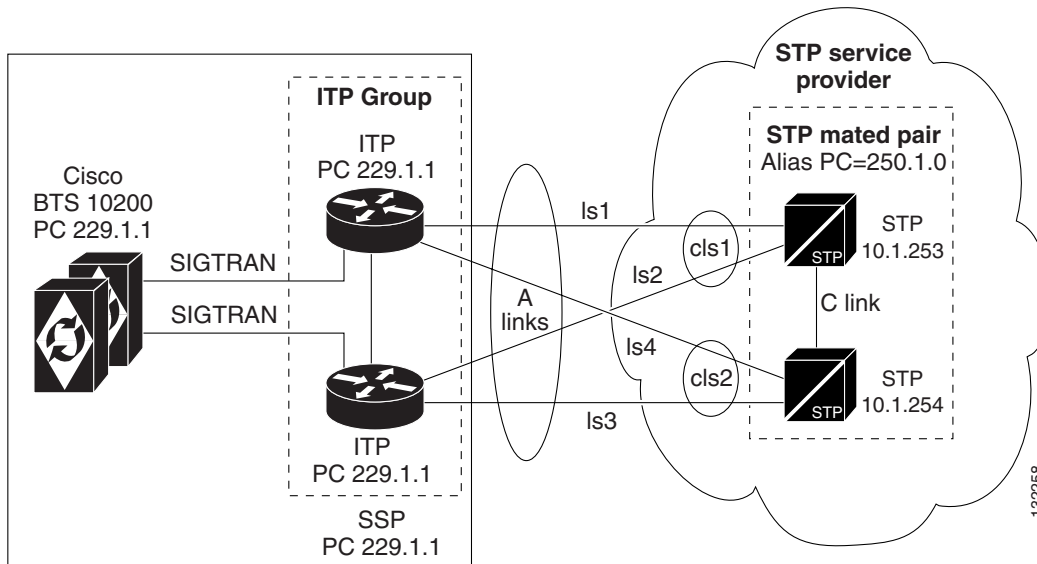 STP service
provider
ITP Group
STP mated pair
Alias PC=250.1.0
ITP
PC 229.1.1
Cisco
BTS 10200
PC 229.1.1
ls1
cls1
STP
STP
10.1.253
SIGTRAN
ls2
A
links
C link
SIGTRAN
ls4
cls2
STP
STP
10.1.254
ls3
ITP
PC 229.1.1
SSP
PC 229.1.1
132258